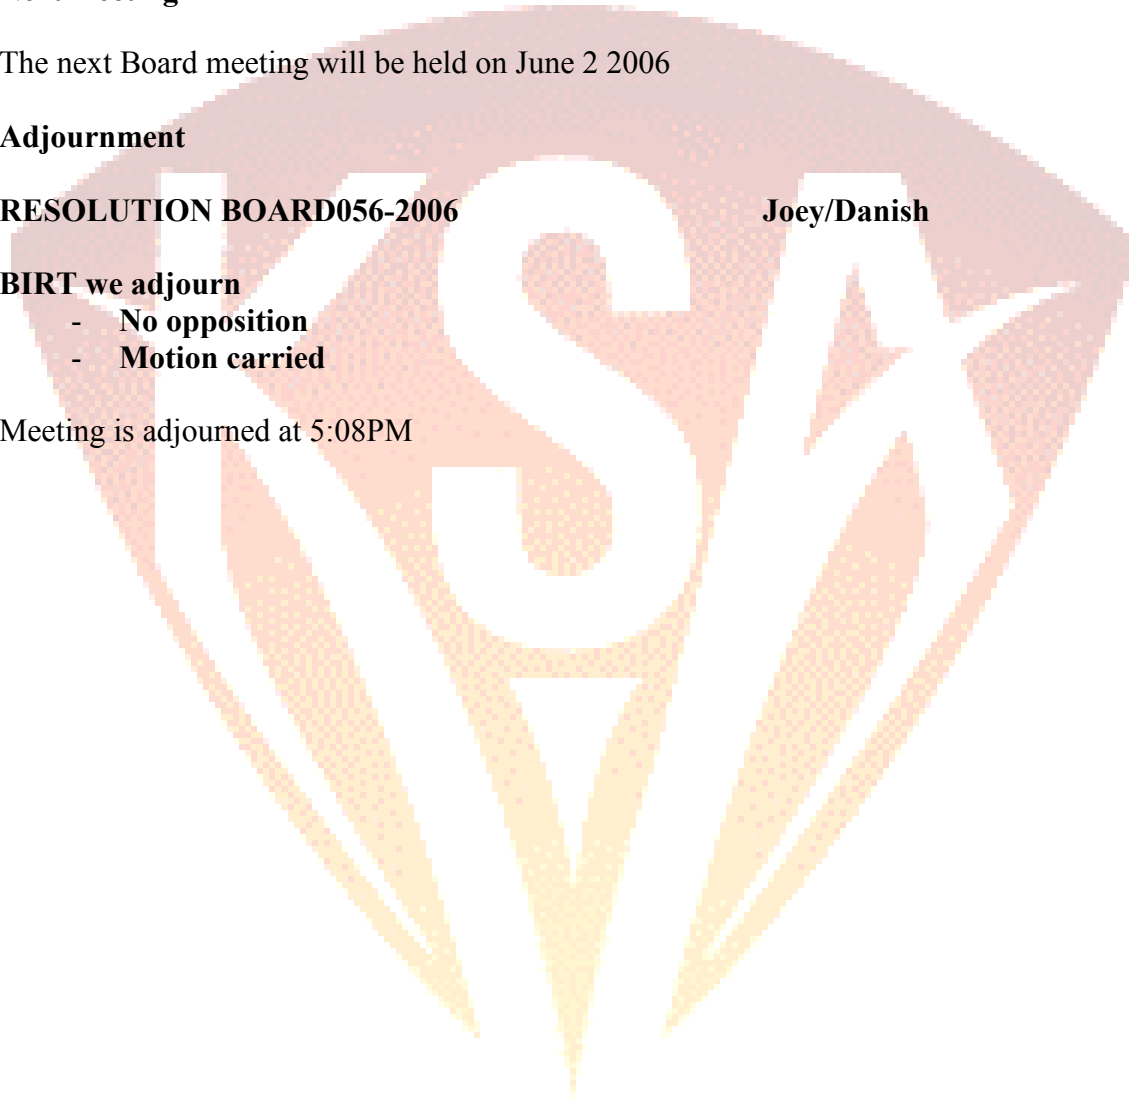 The next Board meeting will be held on June 2 2006
Adjournment
RESOLUTION BOARD056-2006 Joey/Danish
BIRT we adjourn
- No opposition
- Motion carried
Meeting is adjourned at 5:08PM
KSA